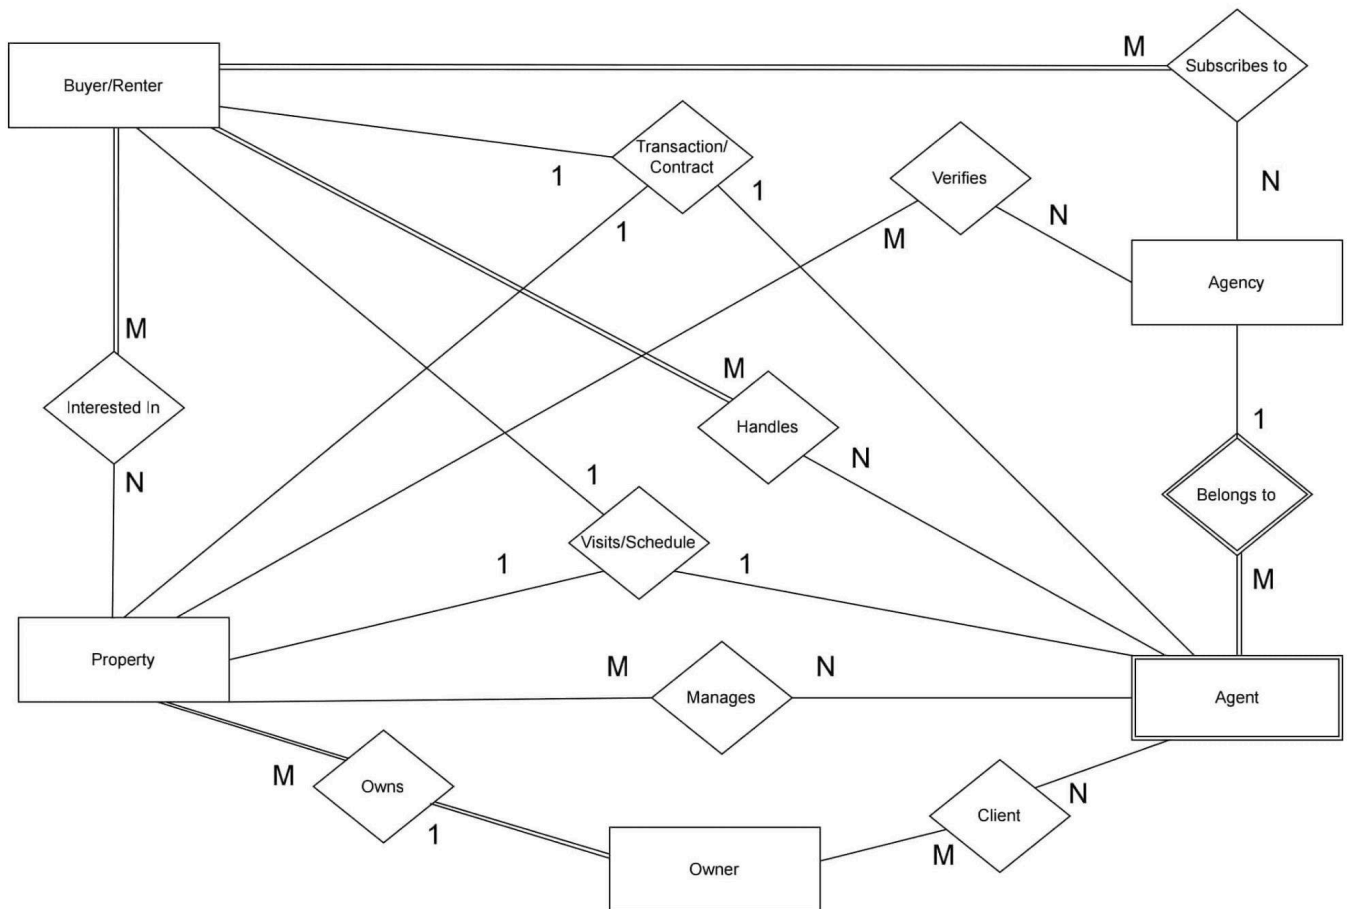 M
Subscribes to
Buyer/Renter
Transaction/
Contract
1
1
Verifies
N
N
1
M
Agency
M
M
1
Interested In
Handles
N
N
1
Belongs to
Visits/Schedule
1
1
M
Property
M
N
Manages
Agent
M
Owns
N
Client
1
M
Owner